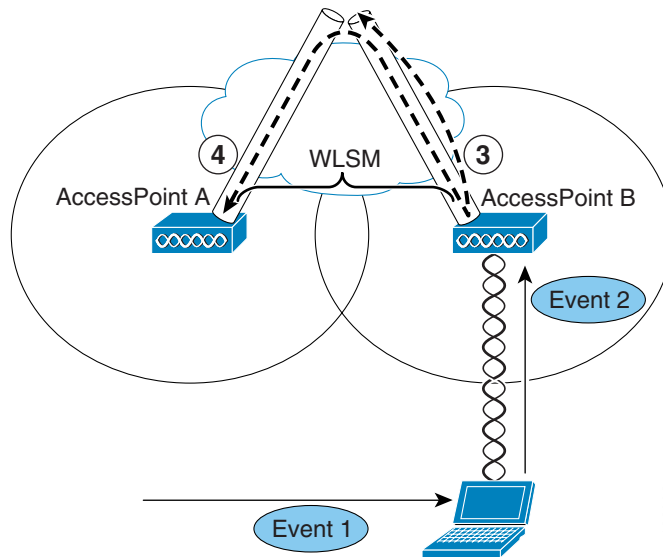 4
WLSM
3
AccessPoint A
AccessPoint B
Event 2
Event 1